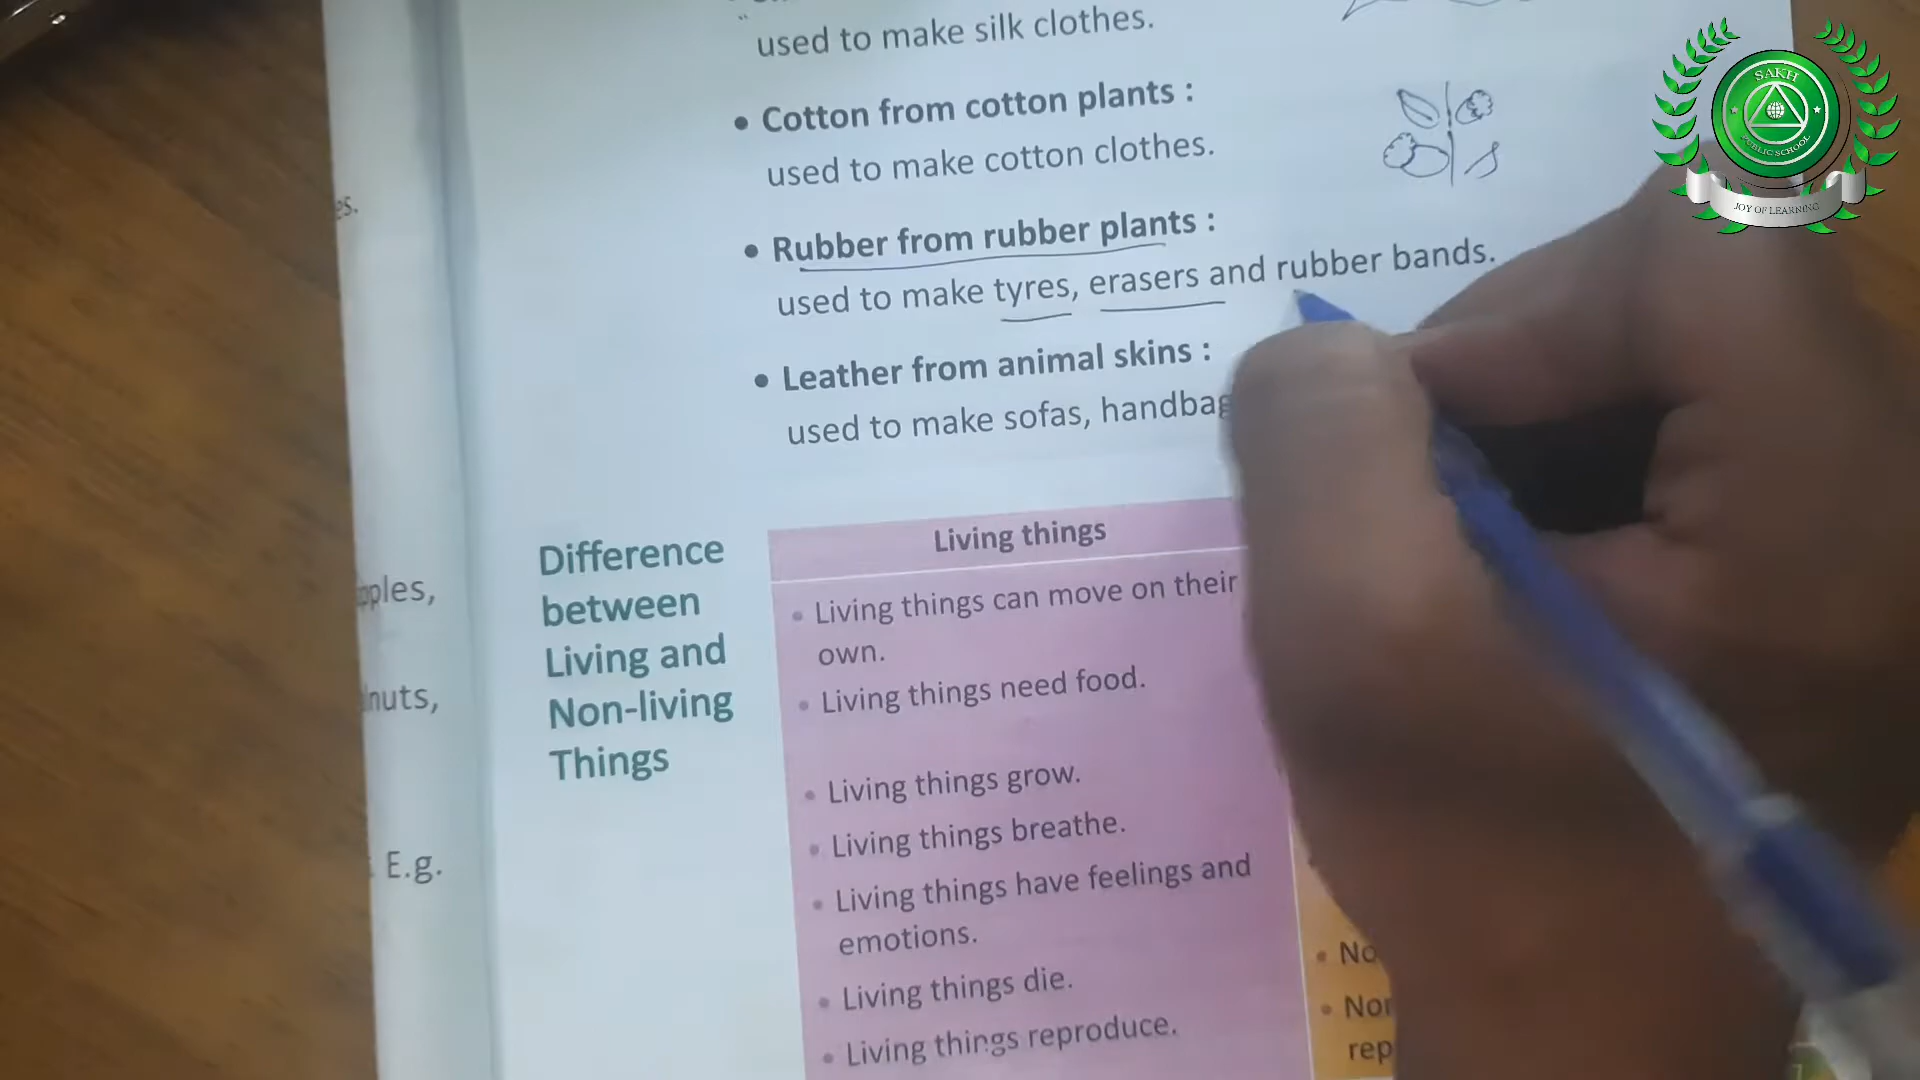 used to make silk clothes.
• Cotton from cotton plants :
used to make cotton clothes.
• Rubber from rubber plants :
used to make tyres, erasers and rubber bands.
• Leather from animal skins :
used to make sofas, handbag
es.
pples,
nuts,
E.g.
Difference
between
Living and
Non-living
Things
Living things
• Living things can move on their
own.
• Living things need food.
• Living things grow.
• Living things breathe.
• Living things have feelings and
emotions.
• Living things die.
• Living things reproduce.
• No
• Non
rep
SAKH
PUBLIC SCHOOL
JOY OF LEARNING